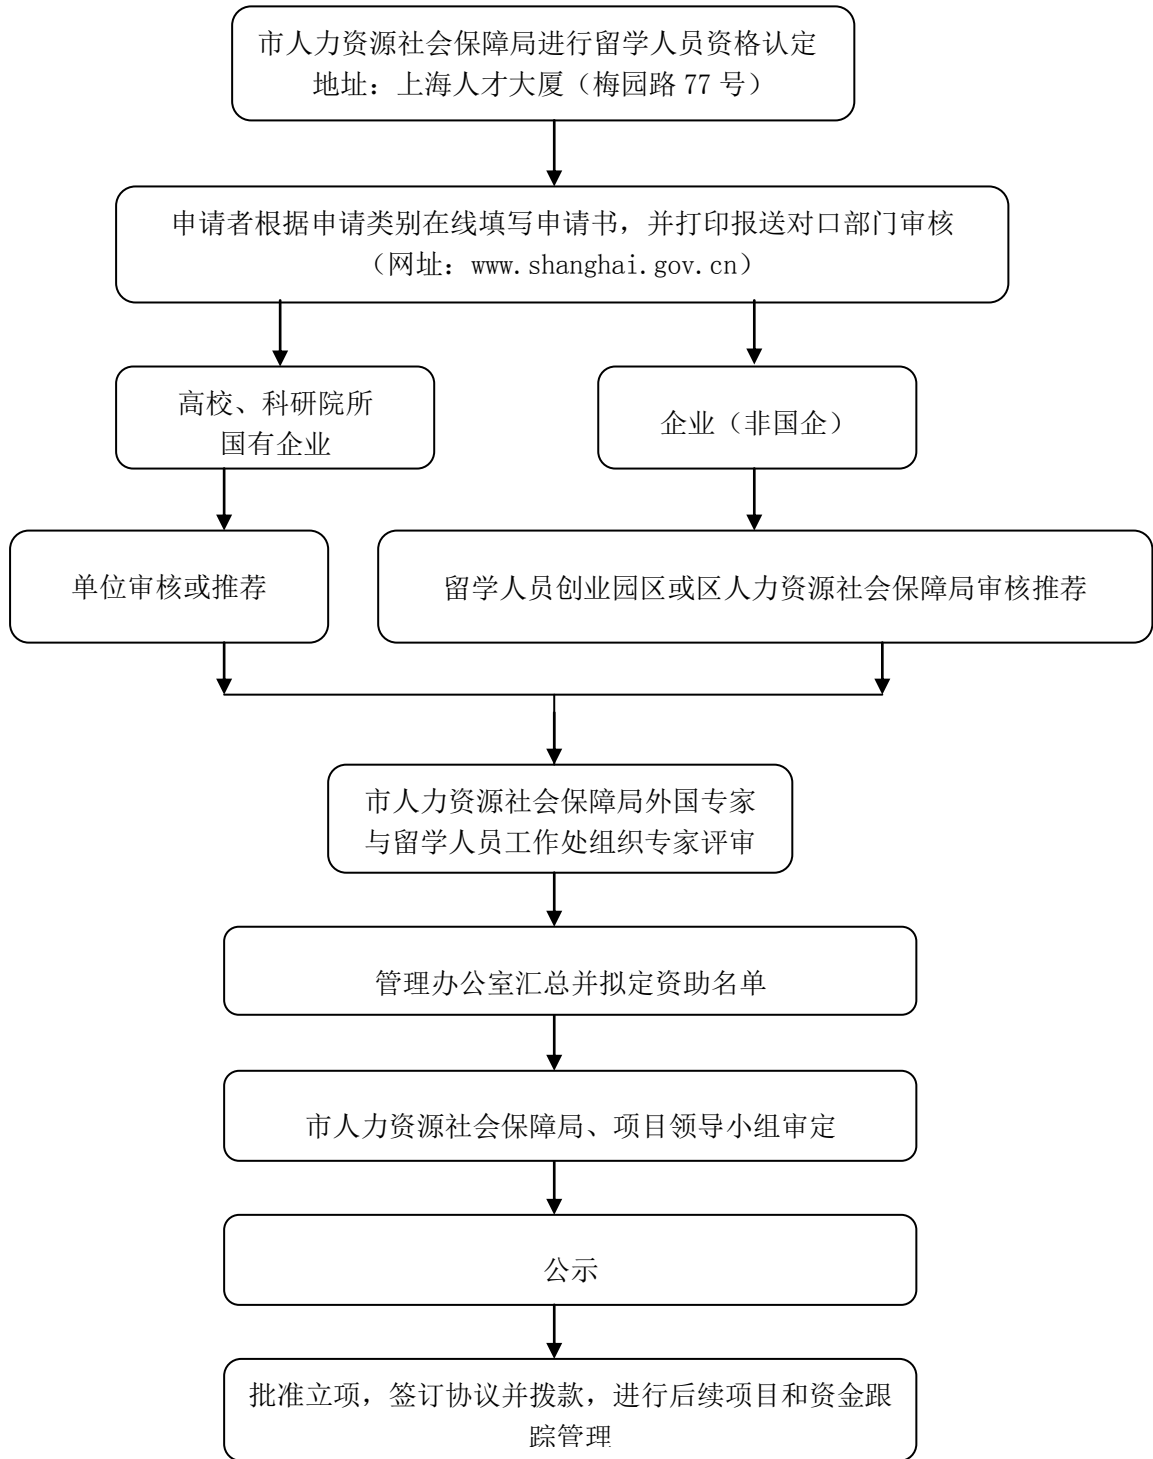 市人力资源社会保障局进行留学人员资格认定
地址：上海人才大厦（梅园路 77 号）
申请者根据申请类别在线填写申请书，并打印报送对口部门审核
（网址：www.shanghai.gov.cn）
高校、科研院所
国有企业
企业（非国企）
单位审核或推荐
留学人员创业园区或区人力资源社会保障局审核推荐
市人力资源社会保障局外国专家
与留学人员工作处组织专家评审
管理办公室汇总并拟定资助名单
市人力资源社会保障局、项目领导小组审定
公示
批准立项，签订协议并拨款，进行后续项目和资金跟
踪管理